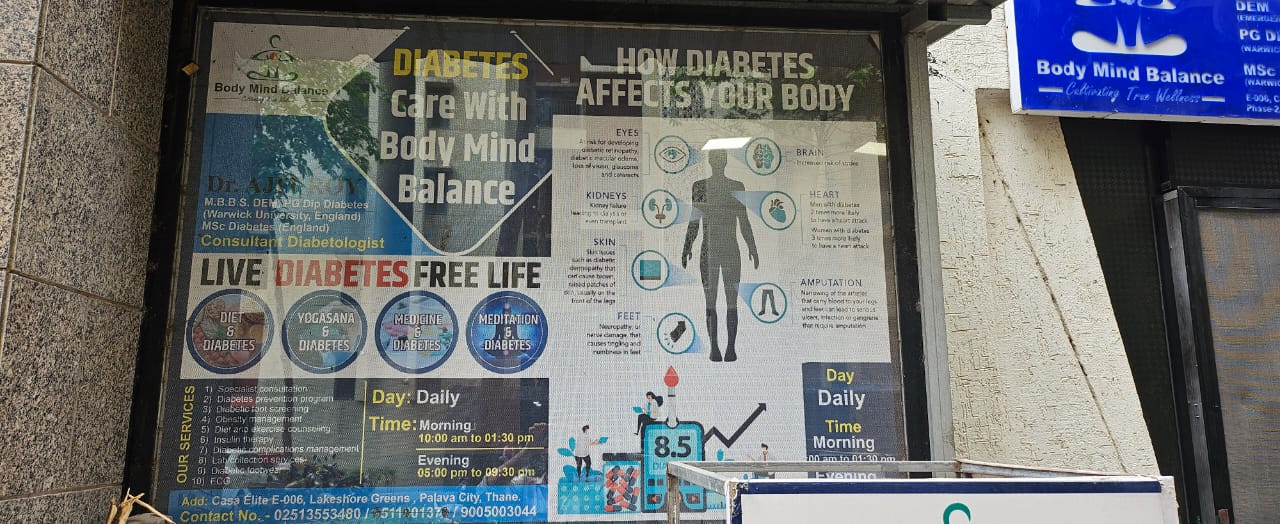 Body Mind Balance
DIABETES
Care With
Body Mind
Balance
Dr. AJIT ROY
M.B.B.S. DEM, PG Dip Diabetes
(Warwick University, England)
MSc Diabetes (England)
Consultant Diabetologist
LIVE DIABETES FREE LIFE
DIET
&
DIABETES
YOGASANA
&
DIABETES
MEDICINE
&
DIABETES
MEDITATION
&
DIABETES
OUR SERVICES
1) Specialist consultation
2) Diabetes prevention program
3) Diabetic foot screening
4) Obesity management
5) Diet and exercise counseling
6) Insulin therapy
7) Diabetic complications management
8) Lab collection services
9) Diabetic footwear
10) ECG
Day: Daily
Time: Morning
10:00 am to 01:30 pm
Evening
05:00 pm to 09:30 pm
Add: Casa Elite E-006, Lakeshore Greens , Palava City, Thane.
Contact No. - 02513553480 / / 9005003044
HOW DIABETES
AFFECTS YOUR BODY
EYES
At risk for developing
diabetic retinopathy,
diabetic macular edema,
loss of vision, glaucoma
and cataracts
KIDNEYS
Kidney failure
leading to dialysis or
even transplant
SKIN
Skin issues
such as diabetic
dermopathy that
can cause brown,
raised patches of
skin, usually on the
front of the legs
FEET
Neuropathy, or
nerve damage, that
causes tingling and
numbness in feet
BRAIN
Increased risk of stroke
HEART
Men with diabetes
2 times more likely
to have a heart attack
Women with diabetes
3 times more likely
to have a heart attack
AMPUTATION
Narrowing of the arteries
that carry blood to your legs
and feet can lead to serious
ulcers, infection or gangrene
that require amputation
8.5
Day
Daily
Time
Morning
00 am to 01:30 pm
Evening
Body Mind Balance
Cultivating True Wellness
DEM
(EMERGE
PG DI
(WARWIC
MSc
(WARWIC
E-006, C
Phase-2